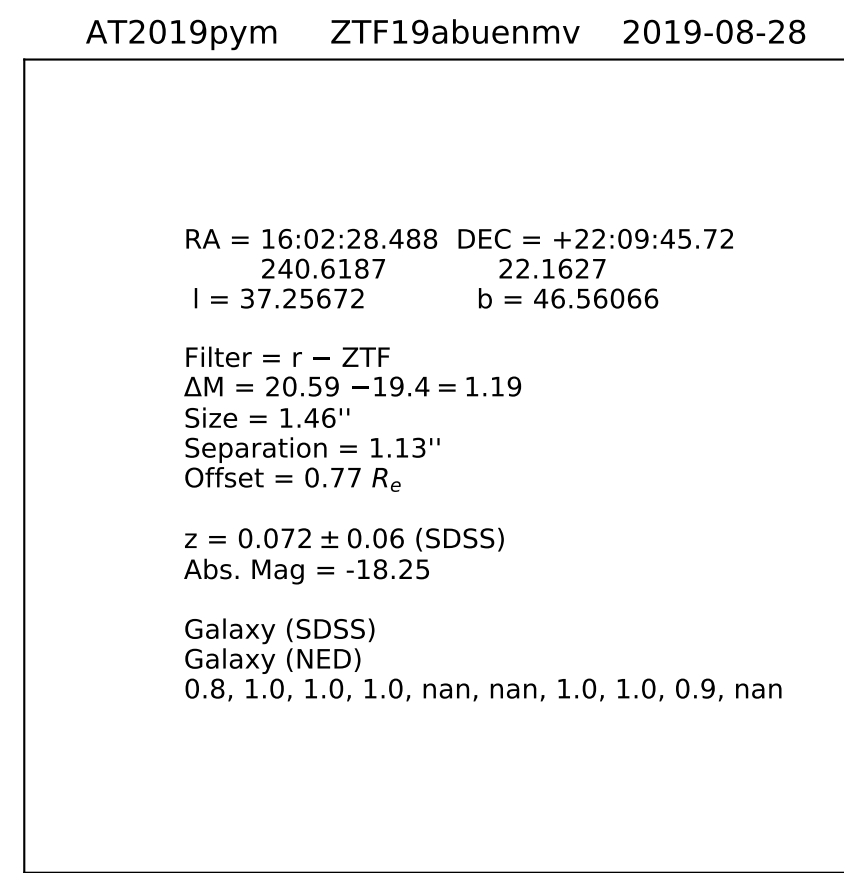 AT2019pym ZTF19abuenmv 2019-08-28
RA = 16:02:28.488 DEC = +22:09:45.72
240.6187 22.1627
l = 37.25672 b = 46.56066
Filter = r − ZTF
ΔM = 20.59 −19.4 = 1.19
Size = 1.46''
Separation = 1.13''
Offset = 0.77 Rₑ
z = 0.072 ± 0.06 (SDSS)
Abs. Mag = -18.25
Galaxy (SDSS)
Galaxy (NED)
0.8, 1.0, 1.0, 1.0, nan, nan, 1.0, 1.0, 0.9, nan